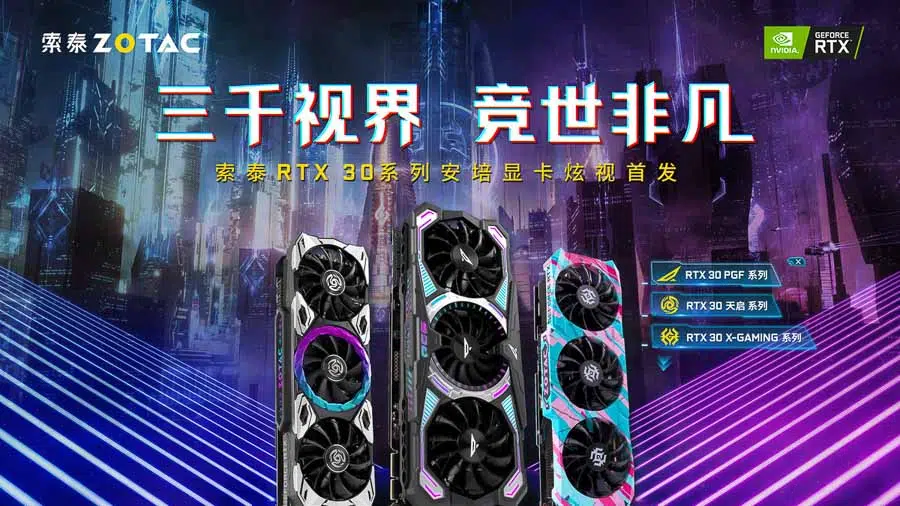 索泰 ZOTAC
NVIDIA.
GEFORCE
RTX
三千视界 竞世非凡
索泰RTX 30系列安培显卡炫视首发
X
RTX 30 PGF 系列
RTX 30 天启 系列
RTX 30 X-GAMING 系列
ZOTAC
PGF